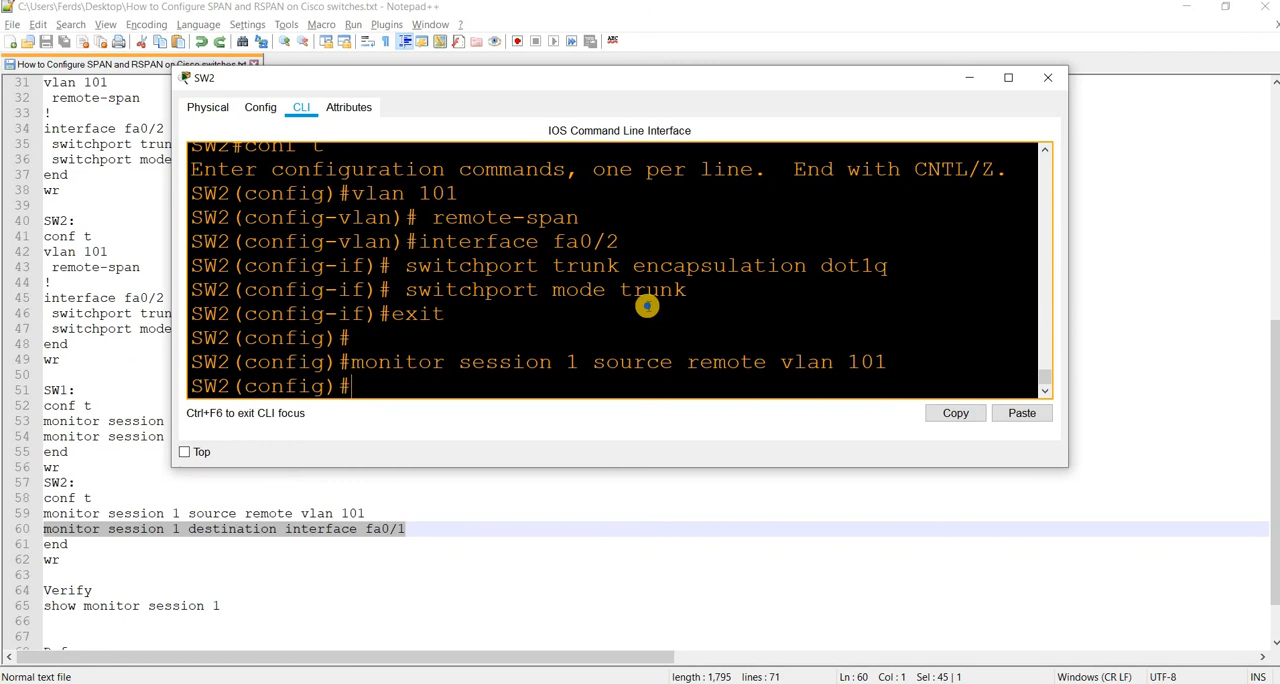 C:\Users\Ferds\Desktop\How to Configure SPAN and RSPAN on Cisco switches.txt - Notepad++
File Edit Search View Encoding Language Settings Tools Macro Run Plugins Window ?
How to Configure SPAN and RSPAN on Cisco switches.txt
31 vlan 101
32 remote-span
33 !
34 interface fa0/2
35 switchport trun
36 switchport mode
37 end
38 wr
39
40 SW2:
41 conf t
42 vlan 101
43 remote-span
44 !
45 interface fa0/2
46 switchport trun
47 switchport mode
48 end
49 wr
50
51 SW1:
52 conf t
53 monitor session
54 monitor session
55 end
56 wr
57 SW2:
58 conf t
59 monitor session 1 source remote vlan 101
60 monitor session 1 destination interface fa0/1
61 end
62 wr
63
64 Verify
65 show monitor session 1
66
67
SW2
Physical Config CLI Attributes
IOS Command Line Interface
SW2#conf t
Enter configuration commands, one per line. End with CNTL/Z.
SW2(config)#vlan 101
SW2(config-vlan)# remote-span
SW2(config-vlan)#interface fa0/2
SW2(config-if)# switchport trunk encapsulation dot1q
SW2(config-if)# switchport mode trunk
SW2(config-if)#exit
SW2(config)#
SW2(config)#monitor session 1 source remote vlan 101
SW2(config)#
Ctrl+F6 to exit CLI focus
Copy Paste
Top
Normal text file length : 1,795 lines : 71 Ln : 60 Col : 1 Sel : 45 | 1 Windows (CR LF) UTF-8 INS